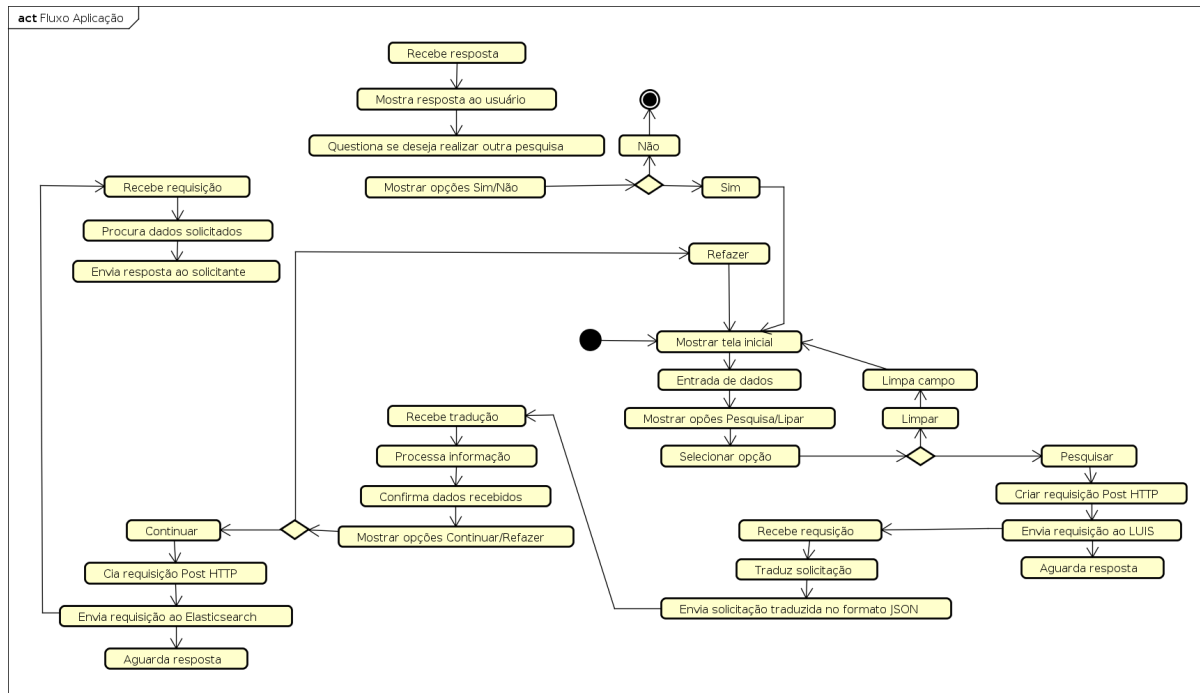 act Fluxo Aplicação
Recebe resposta
Mostra resposta ao usuário
Questiona se deseja realizar outra pesquisa
Não
Mostrar opções Sim/Não
Sim
Recebe requisição
Procura dados solicitados
Envia resposta ao solicitante
Refazer
Mostrar tela inicial
Entrada de dados
Limpa campo
Mostrar opões Pesquisa/Lipar
Limpar
Selecionar opção
Pesquisar
Criar requisição Post HTTP
Envia requisição ao LUIS
Aguarda resposta
Recebe requsição
Traduz solicitação
Envia solicitação traduzida no formato JSON
Recebe tradução
Processa informação
Confirma dados recebidos
Mostrar opções Continuar/Refazer
Continuar
Cia requisição Post HTTP
Envia requisição ao Elasticsearch
Aguarda resposta